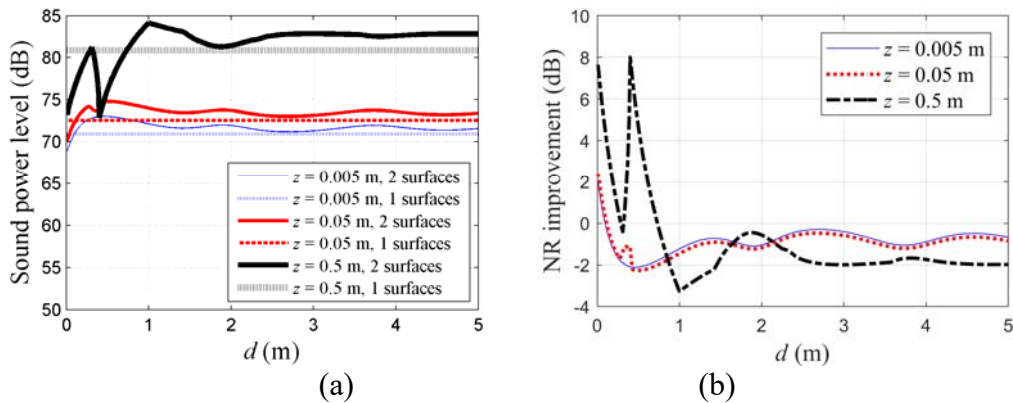 85
80
75
70
65
60
55
50
Sound power level (dB)
z = 0.005 m, 2 surfaces
z = 0.005 m, 1 surfaces
z = 0.05 m, 2 surfaces
z = 0.05 m, 1 surfaces
z = 0.5 m, 2 surfaces
z = 0.5 m, 1 surfaces
0 1 2 3 4 5
d (m)
(a)
10
8
6
4
2
0
-2
-4
NR improvement (dB)
z = 0.005 m
z = 0.05 m
z = 0.5 m
0 1 2 3 4 5
d (m)
(b)